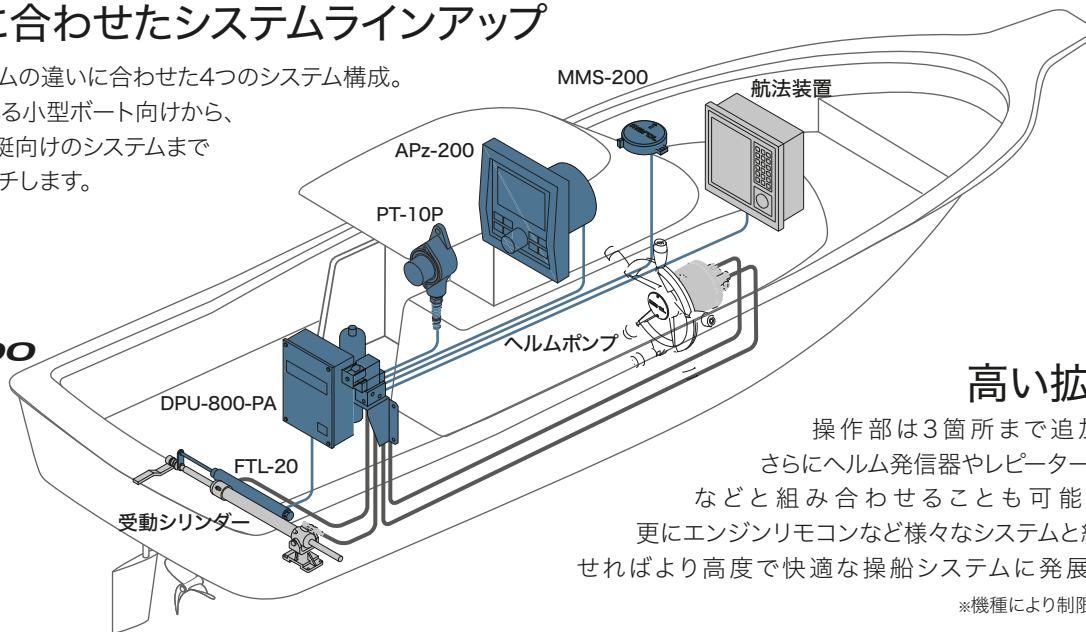 に合わせたシステムラインアップ
ムの違いに合わせた4つのシステム構成。
る小型ボート向けから、
艇向けのシステムまで
チします。
MMS-200
航法装置
APz-200
PT-10P
ヘルムポンプ
DPU-800-PA
FTL-20
受動シリンダー
高い拡
操作部は3箇所まで追
さらにヘルム発信器やレピーター
などと組み合わせることも可能
更にエンジンリモコンなど様々なシステムと
せればより高度で快適な操船システムに発展
※機種により制限